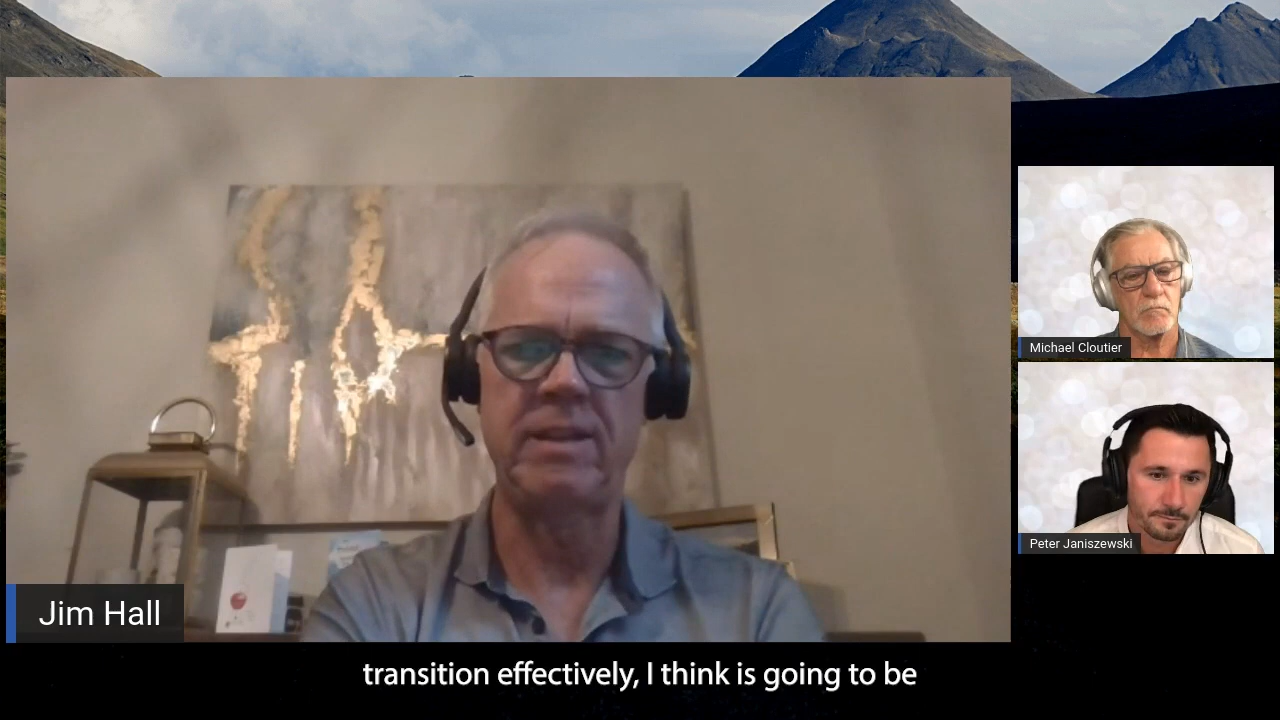 Michael Cloutier
Peter Janiszewski
Jim Hall
transition effectively, I think is going to be